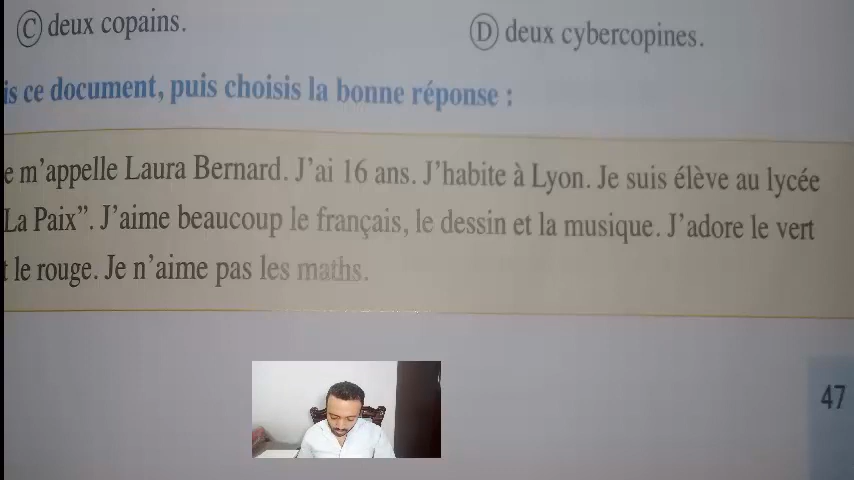 C deux copains.
D deux cybercopines.
is ce document, puis choisis la bonne réponse :
e m'appelle Laura Bernard. J'ai 16 ans. J'habite à Lyon. Je suis élève au lycée
La Paix”. J'aime beaucoup le français, le dessin et la musique. J'adore le vert
t le rouge. Je n'aime pas les maths.
47